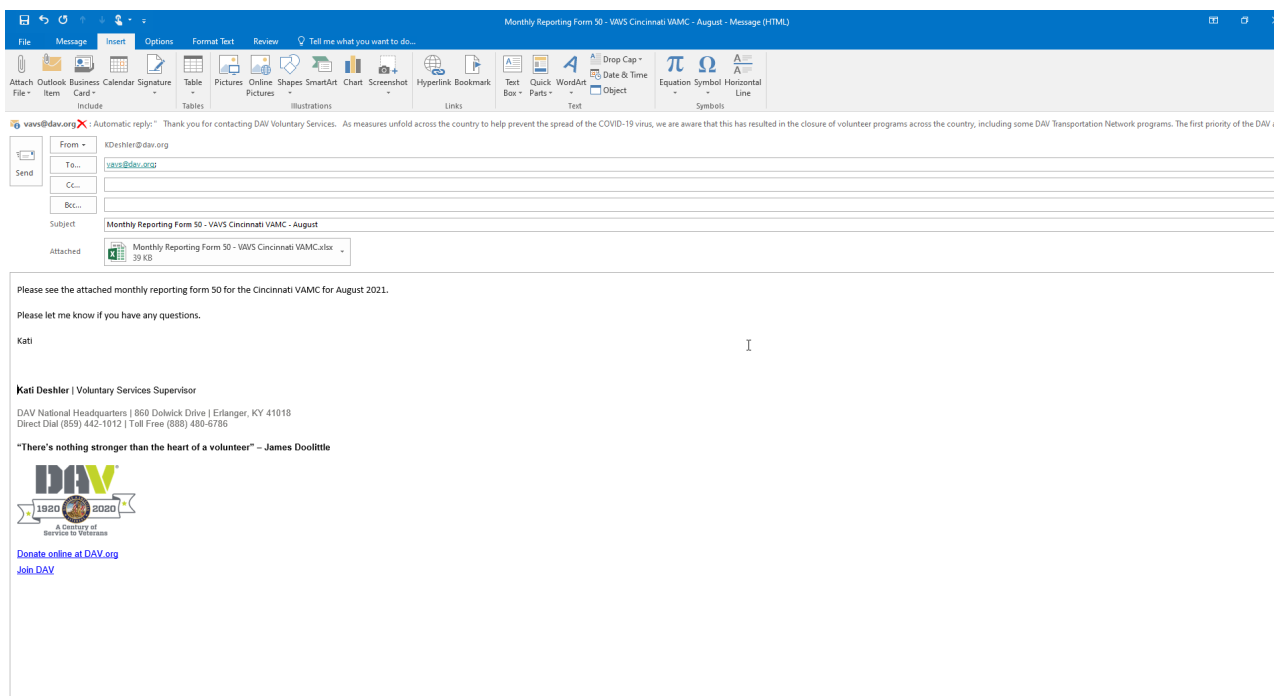 Monthly Reporting Form 50 - VAVS Cincinnati VAMC - August - Message (HTML)
File Message Insert Options Format Text Review Tell me what you want to do...
Attach File Outlook Item Business Card Calendar Signature Table Pictures Online Pictures Shapes SmartArt Chart Screenshot Hyperlink Bookmark Text Box Quick Parts WordArt Drop Cap Date & Time Object Equation Symbol Horizontal Line
Include Tables Illustrations Links Text Symbols
vavs@dav.org : Automatic reply: " Thank you for contacting DAV Voluntary Services. As measures unfold across the country to help prevent the spread of the COVID-19 virus, we are aware that this has resulted in the closure of volunteer programs across the country, including some DAV Transportation Network programs. The first priority of the DAV
Send
From KDeshler@dav.org
To... vavs@dav.org;
Cc...
Bcc...
Subject Monthly Reporting Form 50 - VAVS Cincinnati VAMC - August
Attached Monthly Reporting Form 50 - VAVS Cincinnati VAMC.xlsx
39 KB
Please see the attached monthly reporting form 50 for the Cincinnati VAMC for August 2021.
Please let me know if you have any questions.
Kati
Kati Deshler | Voluntary Services Supervisor
DAV National Headquarters | 860 Dolwick Drive | Erlanger, KY 41018
Direct Dial (859) 442-1012 | Toll Free (888) 480-6786
“There's nothing stronger than the heart of a volunteer” – James Doolittle
DAV
1920 2020
A Century of
Service to Veterans
Donate online at DAV.org
Join DAV